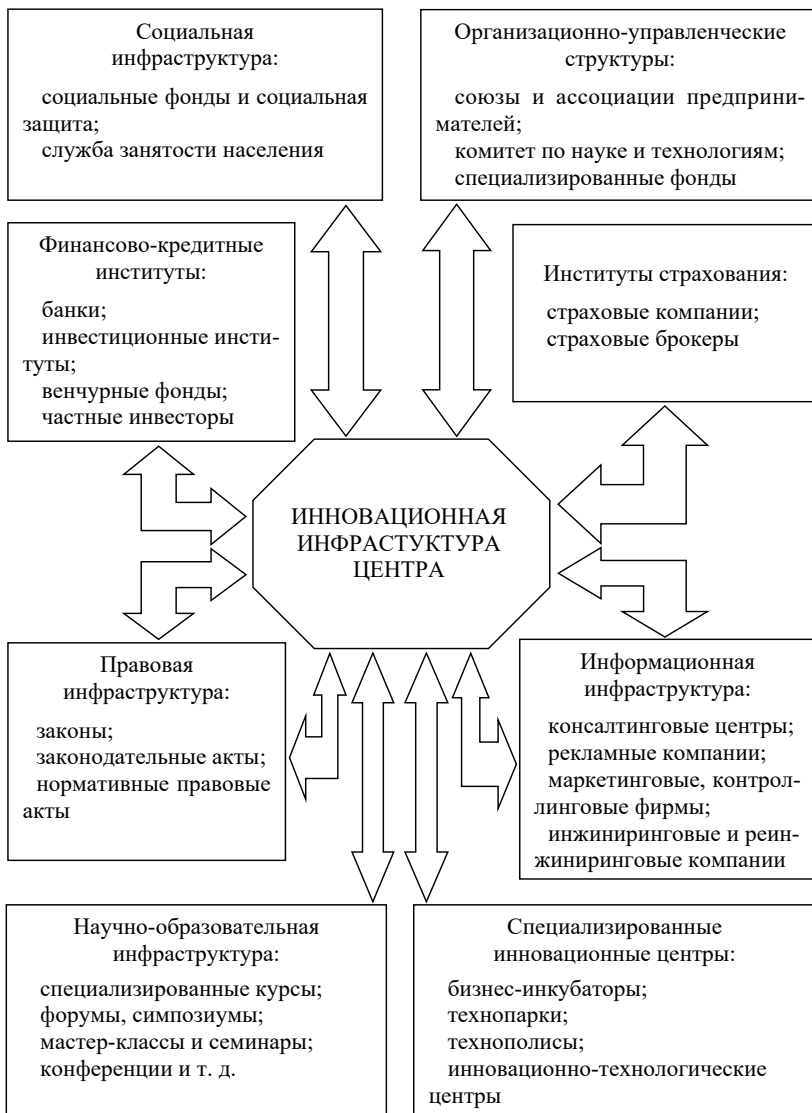 Социальная
инфраструктура:
социальные фонды и социальная
защита;
служба занятости населения
Организационно-управленческие
структуры:
союзы и ассоциации предприни-
мателей;
комитет по науке и технологиям;
специализированные фонды
Финансово-кредитные
институты:
банки;
инвестиционные инсти-
туты;
венчурные фонды;
частные инвесторы
Институты страхования:
страховые компании;
страховые брокеры
ИННОВАЦИОННАЯ
ИНФРАСТУКТУРА
ЦЕНТРА
Правовая
инфраструктура:
законы;
законодательные акты;
нормативные правовые
акты
Информационная
инфраструктура:
консалтинговые центры;
рекламные компании;
маркетинговые, контрол-
линговые фирмы;
инжиниринговые и реин-
жиниринговые компании
Научно-образовательная
инфраструктура:
специализированные курсы;
форумы, симпозиумы;
мастер-классы и семинары;
конференции и т. д.
Специализированные
инновационные центры:
бизнес-инкубаторы;
технопарки;
технополисы;
инновационно-технологические
центры